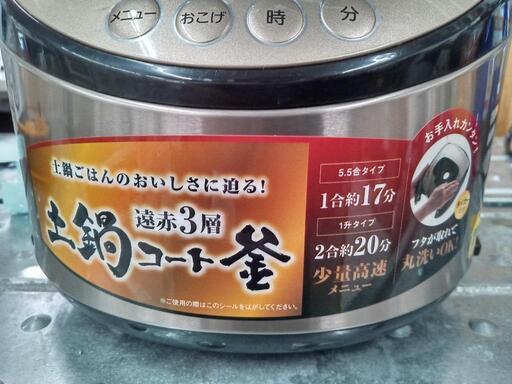 メニュー
おこげ
時
分
土鍋ごはんのおいしさに迫る!
遠赤3層
土鍋コート釜
※ご使用の際はこのシールをはがしてください。
5.5合タイプ
1合約17分
1升タイプ
2合約20分
少量高速
メニュー
お手入れカンタン!
フタが取れて
丸洗いOK!